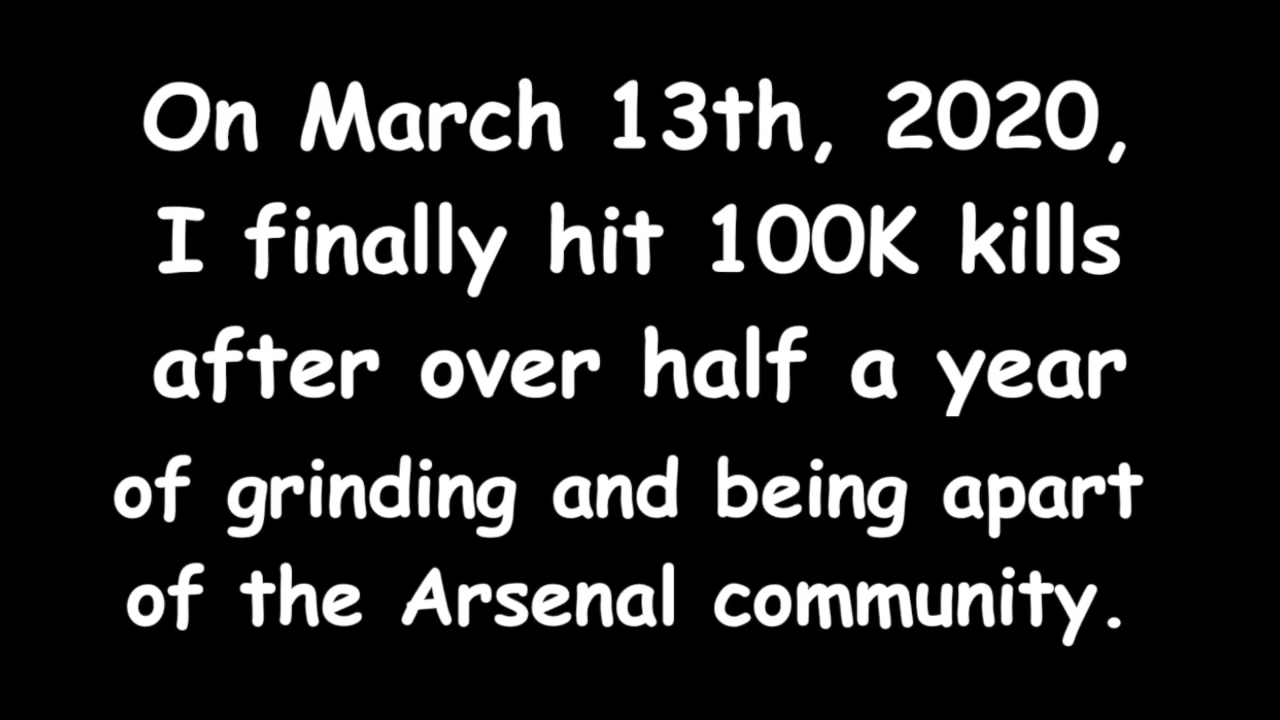 On March 13th, 2020,
I finally hit 100K kills
after over half a year
of grinding and being apart
of the Arsenal community.